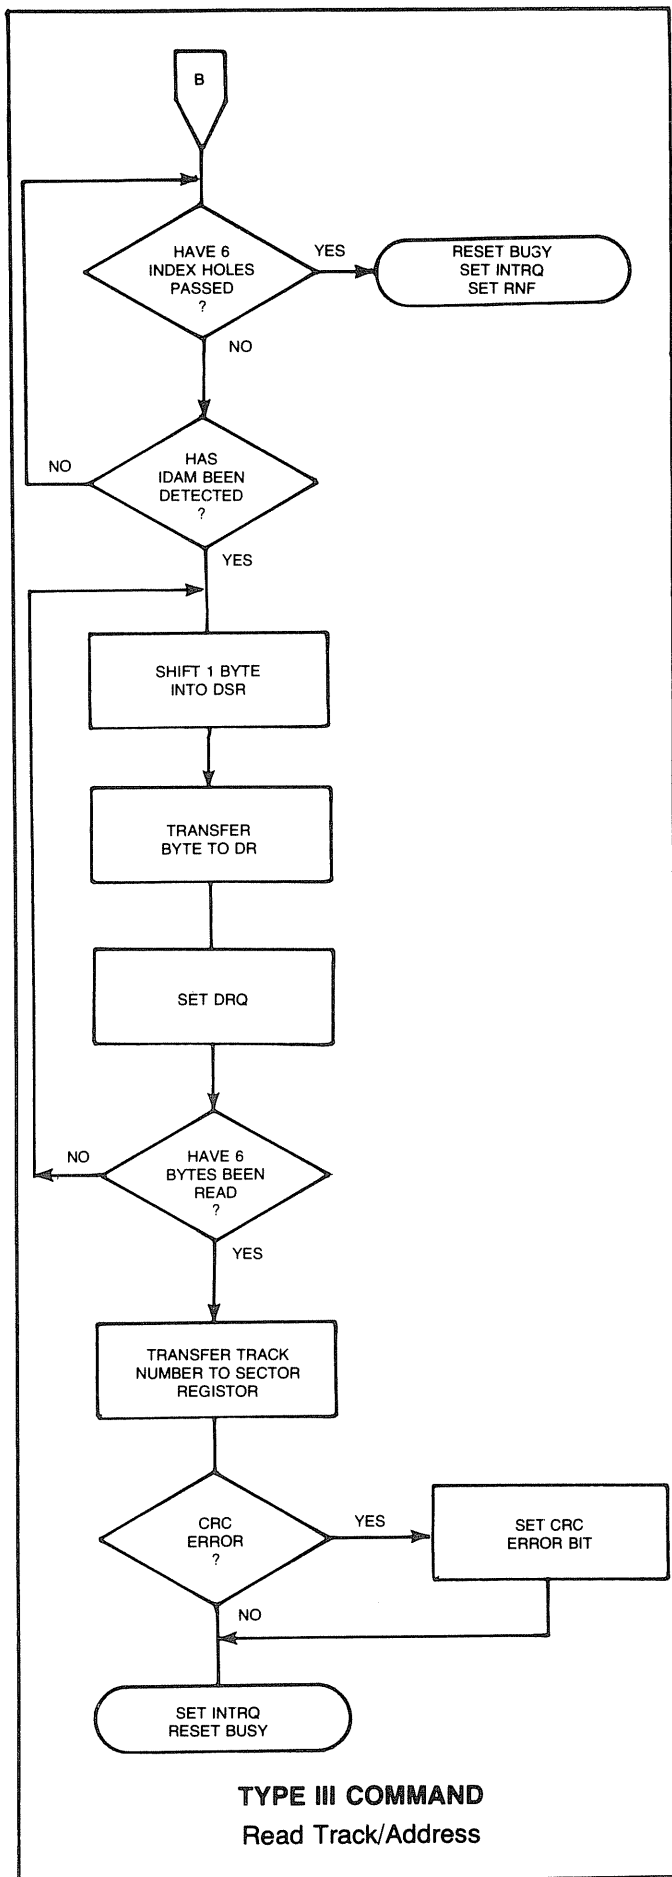 B
HAVE 6
INDEX HOLES
PASSED
?
YES
RESET BUSY
SET INTRQ
SET RNF
NO
HAS
IDAM BEEN
DETECTED
?
NO
YES
SHIFT 1 BYTE
INTO DSR
TRANSFER
BYTE TO DR
SET DRQ
HAVE 6
BYTES BEEN
READ
?
NO
YES
TRANSFER TRACK
NUMBER TO SECTOR
REGISTOR
CRC
ERROR
?
YES
SET CRC
ERROR BIT
NO
SET INTRQ
RESET BUSY
TYPE III COMMAND
Read Track/Address